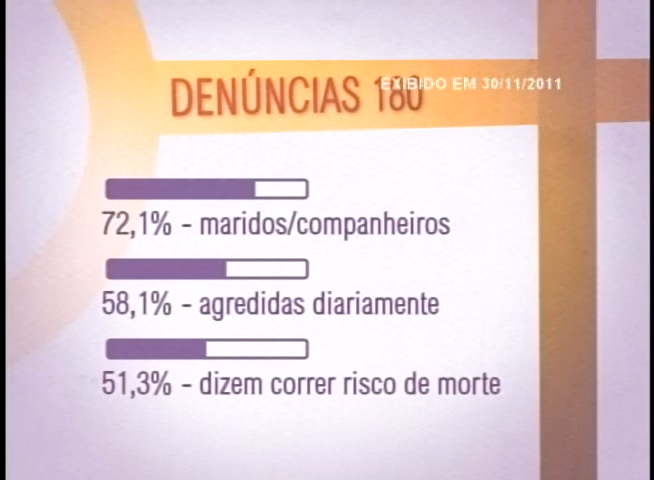 DENÚNCIAS 180
EXIBIDO EM 30/11/2011
72,1% - maridos/companheiros
58,1% - agredidas diariamente
51,3% - dizem correr risco de morte